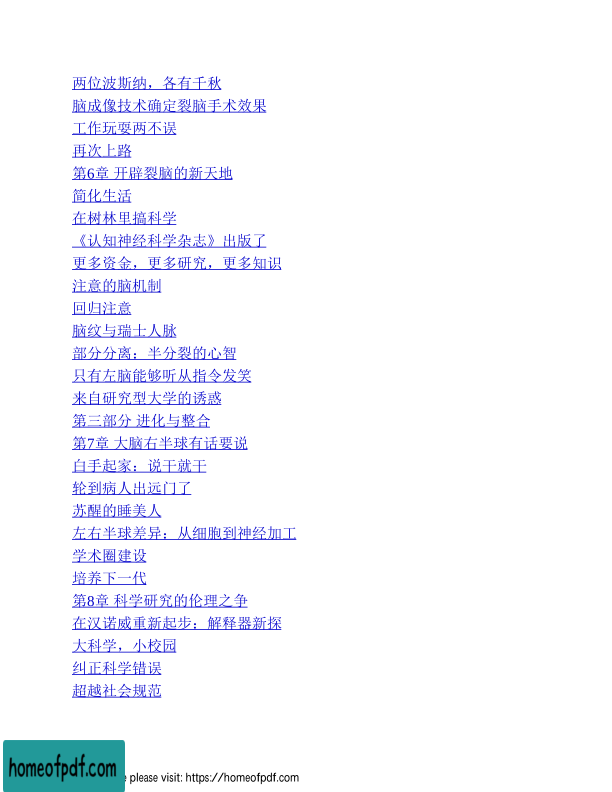 两位波斯纳，各有千秋
脑成像技术确定裂脑手术效果
工作玩耍两不误
再次上路
第6章 开辟裂脑的新天地
简化生活
在树林里搞科学
《认知神经科学杂志》出版了
更多资金，更多研究，更多知识
注意的脑机制
回归注意
脑纹与瑞士人脉
部分分离：半分裂的心智
只有左脑能够听从指令发笑
来自研究型大学的诱惑
第三部分 进化与整合
第7章 大脑右半球有话要说
白手起家：说干就干
轮到病人出远门了
苏醒的睡美人
左右半球差异：从细胞到神经加工
学术圈建设
培养下一代
第8章 科学研究的伦理之争
在汉诺威重新起步：解释器新探
大科学，小校园
纠正科学错误
超越社会规范
homeofpdf.com
please visit: https://homeofpdf.com